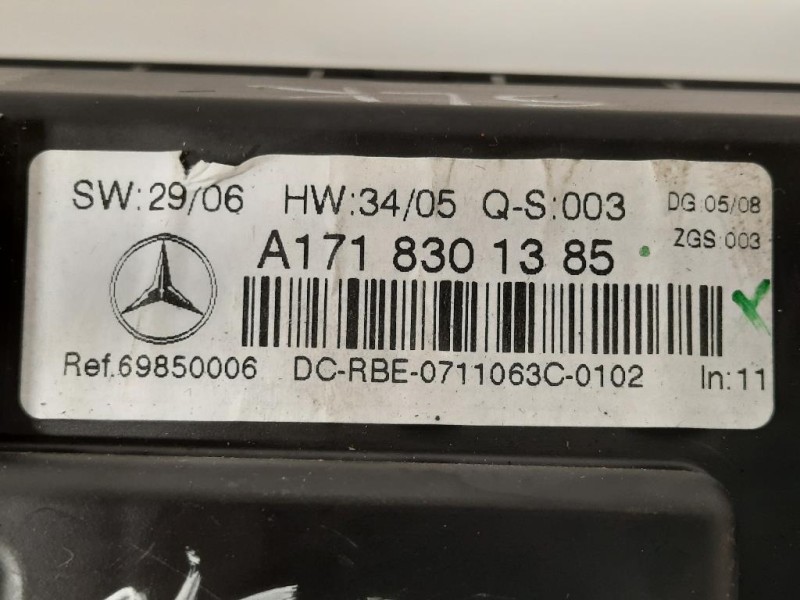 SW:29/06 HW:34/05 Q-S:003 DG:05/08
ZGS:003
A171 830 13 85
Ref.69850006 DC-RBE-0711063C-0102 In:11